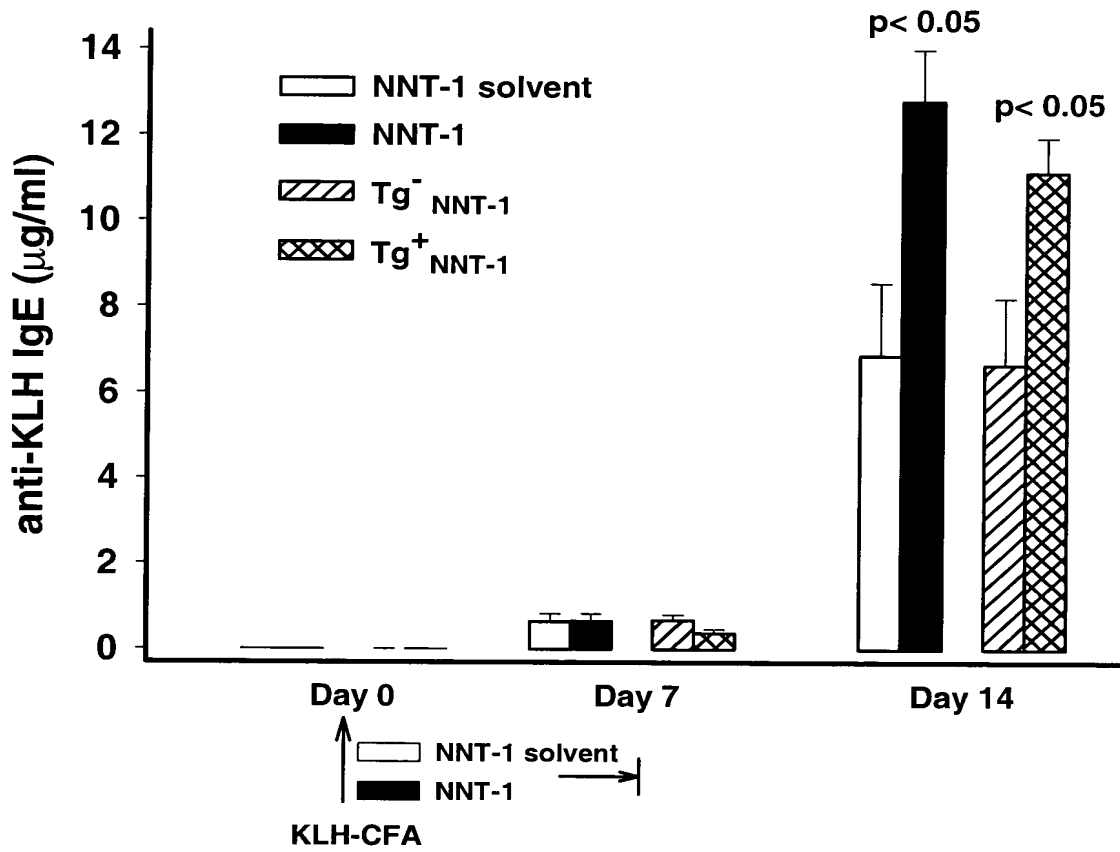 p< 0.05
14
NNT-1 solvent
p< 0.05
12
NNT-1
Tg- NNT-1
10
Tg+ NNT-1
8
6
4
2
0
anti-KLH IgE (μg/ml)
Day 0 Day 7 Day 14
NNT-1 solvent
NNT-1
KLH-CFA